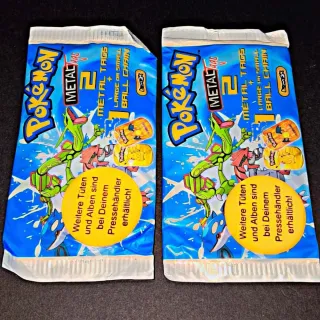 POKéMON
METAL
2
METAL TAGS
+
1
BALL CHAIN
Weitere Tüten
und Alben sind
bei Deinem
Pressehändler
erhältlich!
POKéMON
METAL
2
METAL TAGS
+
1
BALL CHAIN
Weitere Tüten
und Alben sind
bei Deinem
Pressehändler
erhältlich!